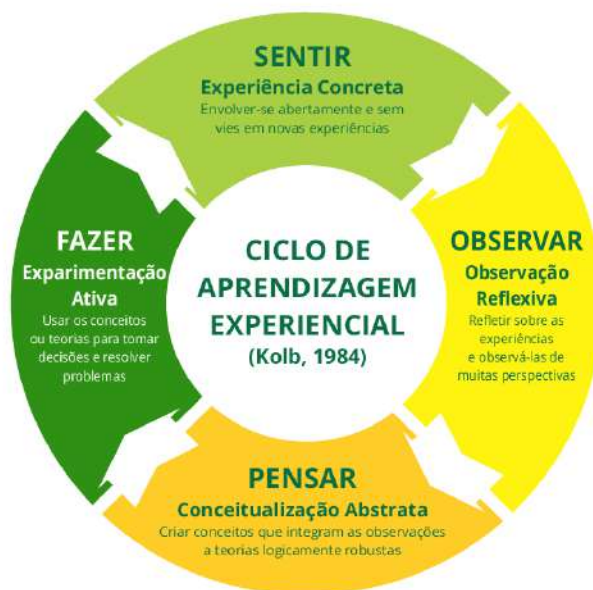 SENTIR
Experiência Concreta
Envolver-se abertamente e sem
vies em novas experiências
OBSERVAR
Observação
Reflexiva
Refletir sobre as
experiências
e observá-las de
muitas perspectivas
PENSAR
Conceitualização Abstrata
Criar conceitos que integram as observações
a teorias logicamente robustas
FAZER
Exparimentação
Ativa
Usar os conceitos
ou teorias para tomar
decisões e resolver
problemas
CICLO DE
APRENDIZAGEM
EXPERIENCIAL
(Kolb, 1984)